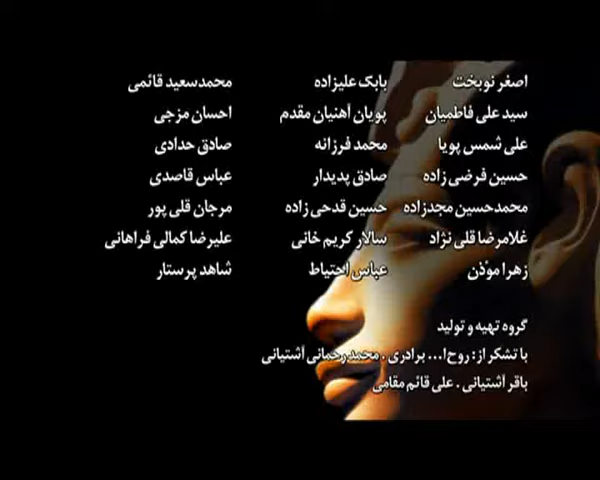 اصغر نوبخت بابک علیزاده محمدسعید قائمی
سید علی فاطمیان پویان آهنیان مقدم احسان مزجی
علی شمس پویا محمد فرزانه صادق حدادی
حسین فرضی زاده صادق پدیدار عباس قاصدی
محمدحسین مجدزاده حسین قدحی زاده مرجان قلی پور
غلامرضا قلی نژاد سالار کریم خانی علیرضا کمالی فراهانی
زهرا مؤذن عباس احتیاط شاهد پرستار
گروه تهیه و تولید
با تشکر از : روح ا... برادری . محمد رحمانی آشتیانی
باقر آشتیانی . علی قائم مقامی